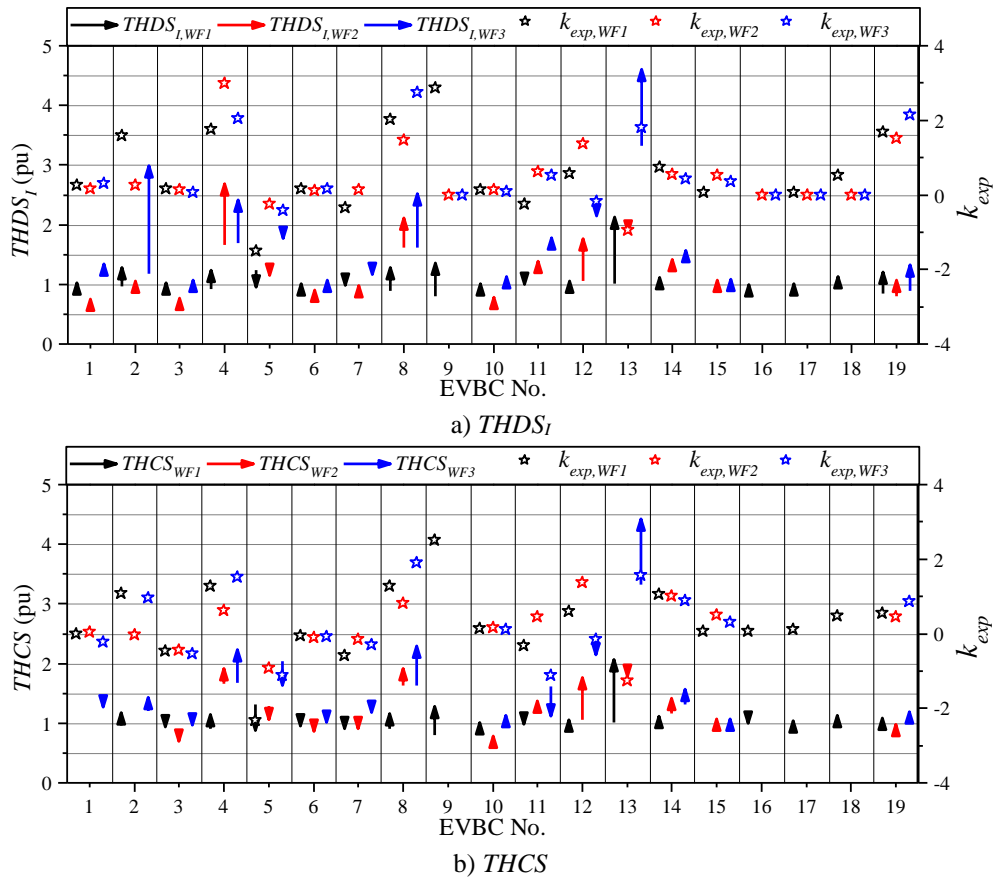 THDS_I,WF1 THDS_I,WF2 THDS_I,WF3 k_exp,WF1 k_exp,WF2 k_exp,WF3
5
4
3
2
1
0
THDS_I (pu)
4
2
0
-2
-4
k_exp
1 2 3 4 5 6 7 8 9 10 11 12 13 14 15 16 17 18 19
EVBC No.
a) THDS_I
THCS_WF1 THCS_WF2 THCS_WF3 k_exp,WF1 k_exp,WF2 k_exp,WF3
5
4
3
2
1
0
THCS (pu)
4
2
0
-2
-4
k_exp
1 2 3 4 5 6 7 8 9 10 11 12 13 14 15 16 17 18 19
EVBC No.
b) THCS